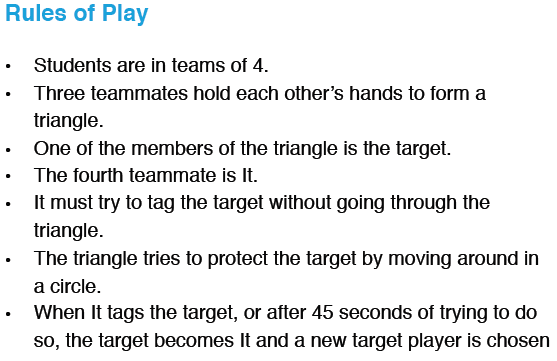 Rules of Play
• Students are in teams of 4.
• Three teammates hold each other's hands to form a
triangle.
• One of the members of the triangle is the target.
• The fourth teammate is It.
• It must try to tag the target without going through the
triangle.
• The triangle tries to protect the target by moving around in
a circle.
• When It tags the target, or after 45 seconds of trying to do
so, the target becomes It and a new target player is chosen